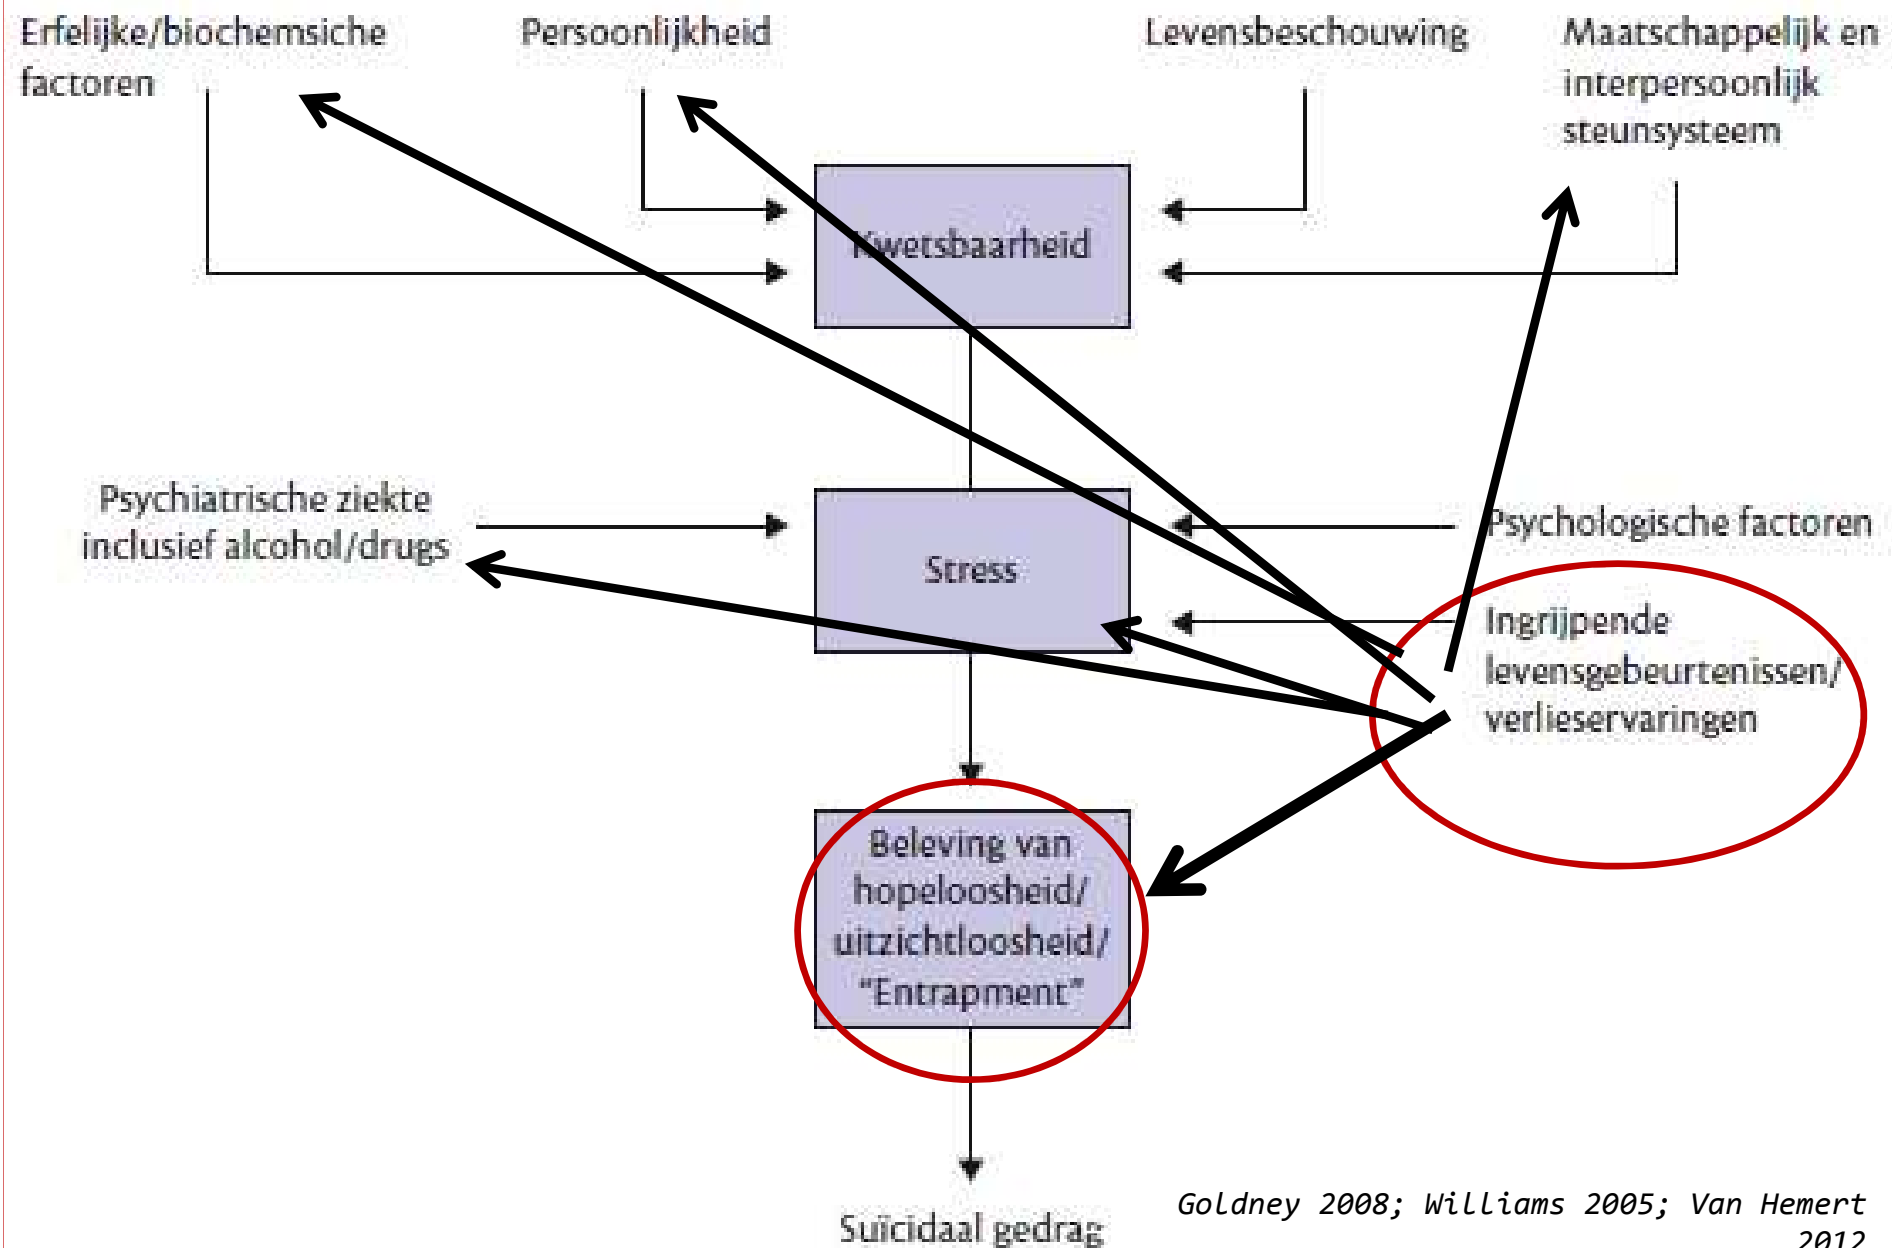 Erfelijke/biochemsiche
factoren
Persoonlijkheid
Levensbeschouwing
Maatschappelijk en
interpersoonlijk
steunsysteem
Kwetsbaarheid
Psychiatrische ziekte
inclusief alcohol/drugs
Stress
Psychologische factoren
Ingrijpende
levensgebeurtenissen/
verlieservaringen
Beleving van
hopeloosheid/
uitzichtloosheid/
"Entrapment"
Suïcidaal gedrag
Goldney 2008; Williams 2005; Van Hemert
2012